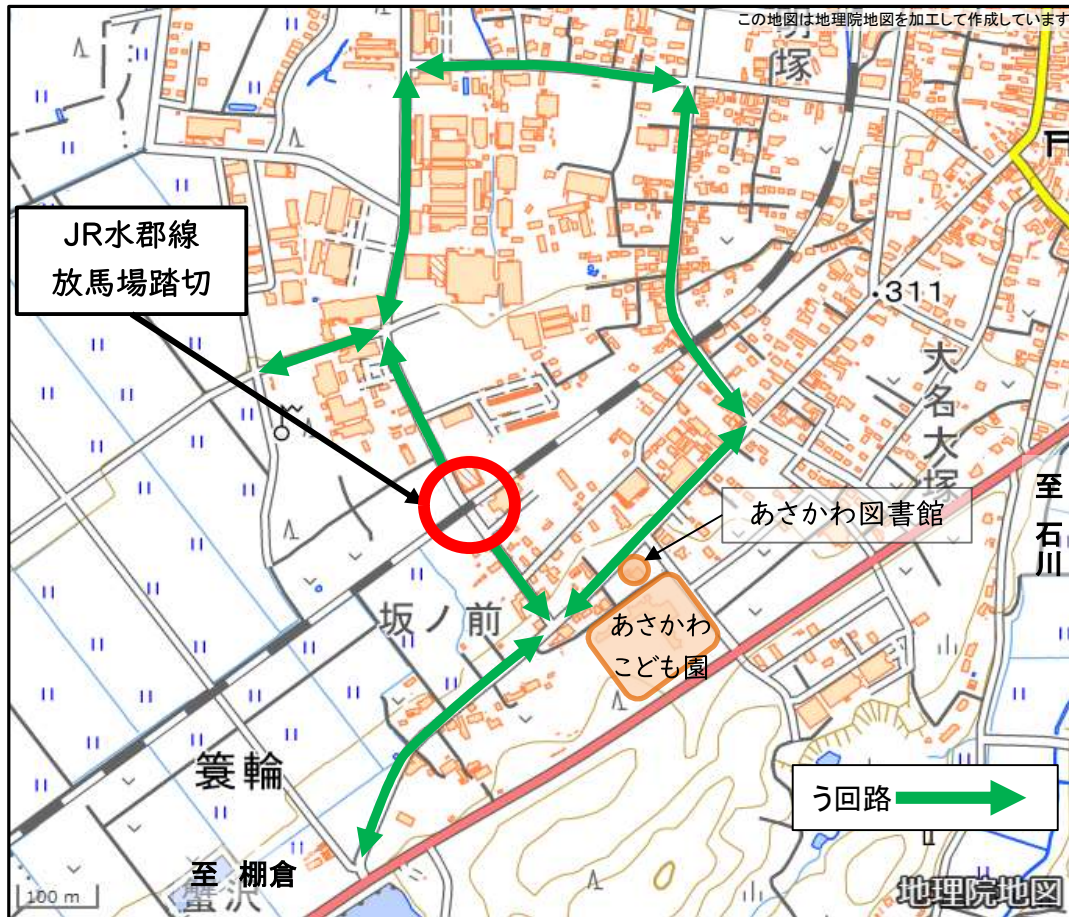 この地図は地理院地図を加工して作成しています
塚
JR水郡線
放馬場踏切
311
大名大塚
至 石川
あさかわ図書館
あさかわ
こども園
坂ノ前
簑輪
う回路
至 棚倉
蟹沢
100 m
地理院地図